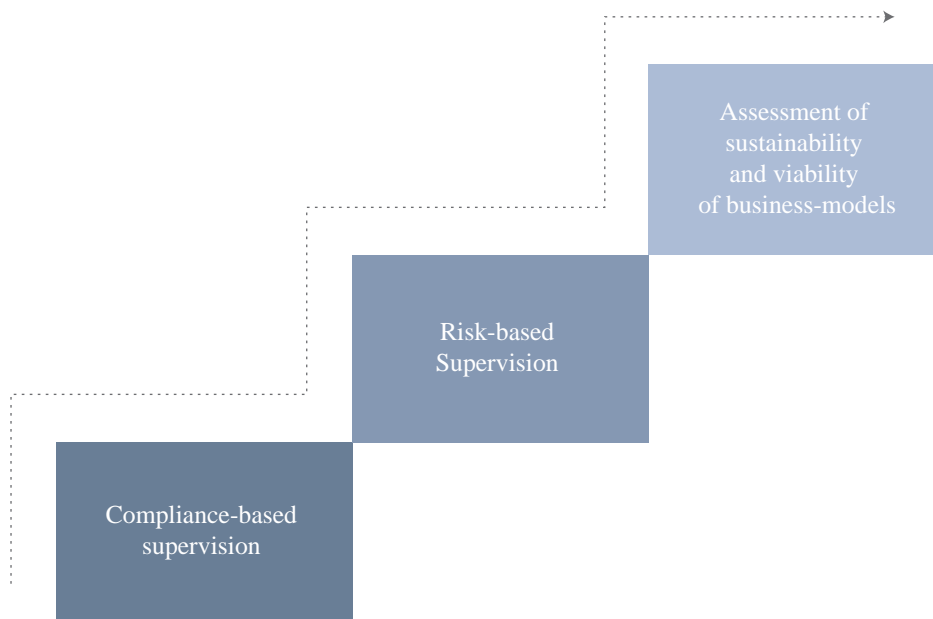 Assessment of
sustainability
and viability
of business-models
Risk-based
Supervision
Compliance-based
supervision